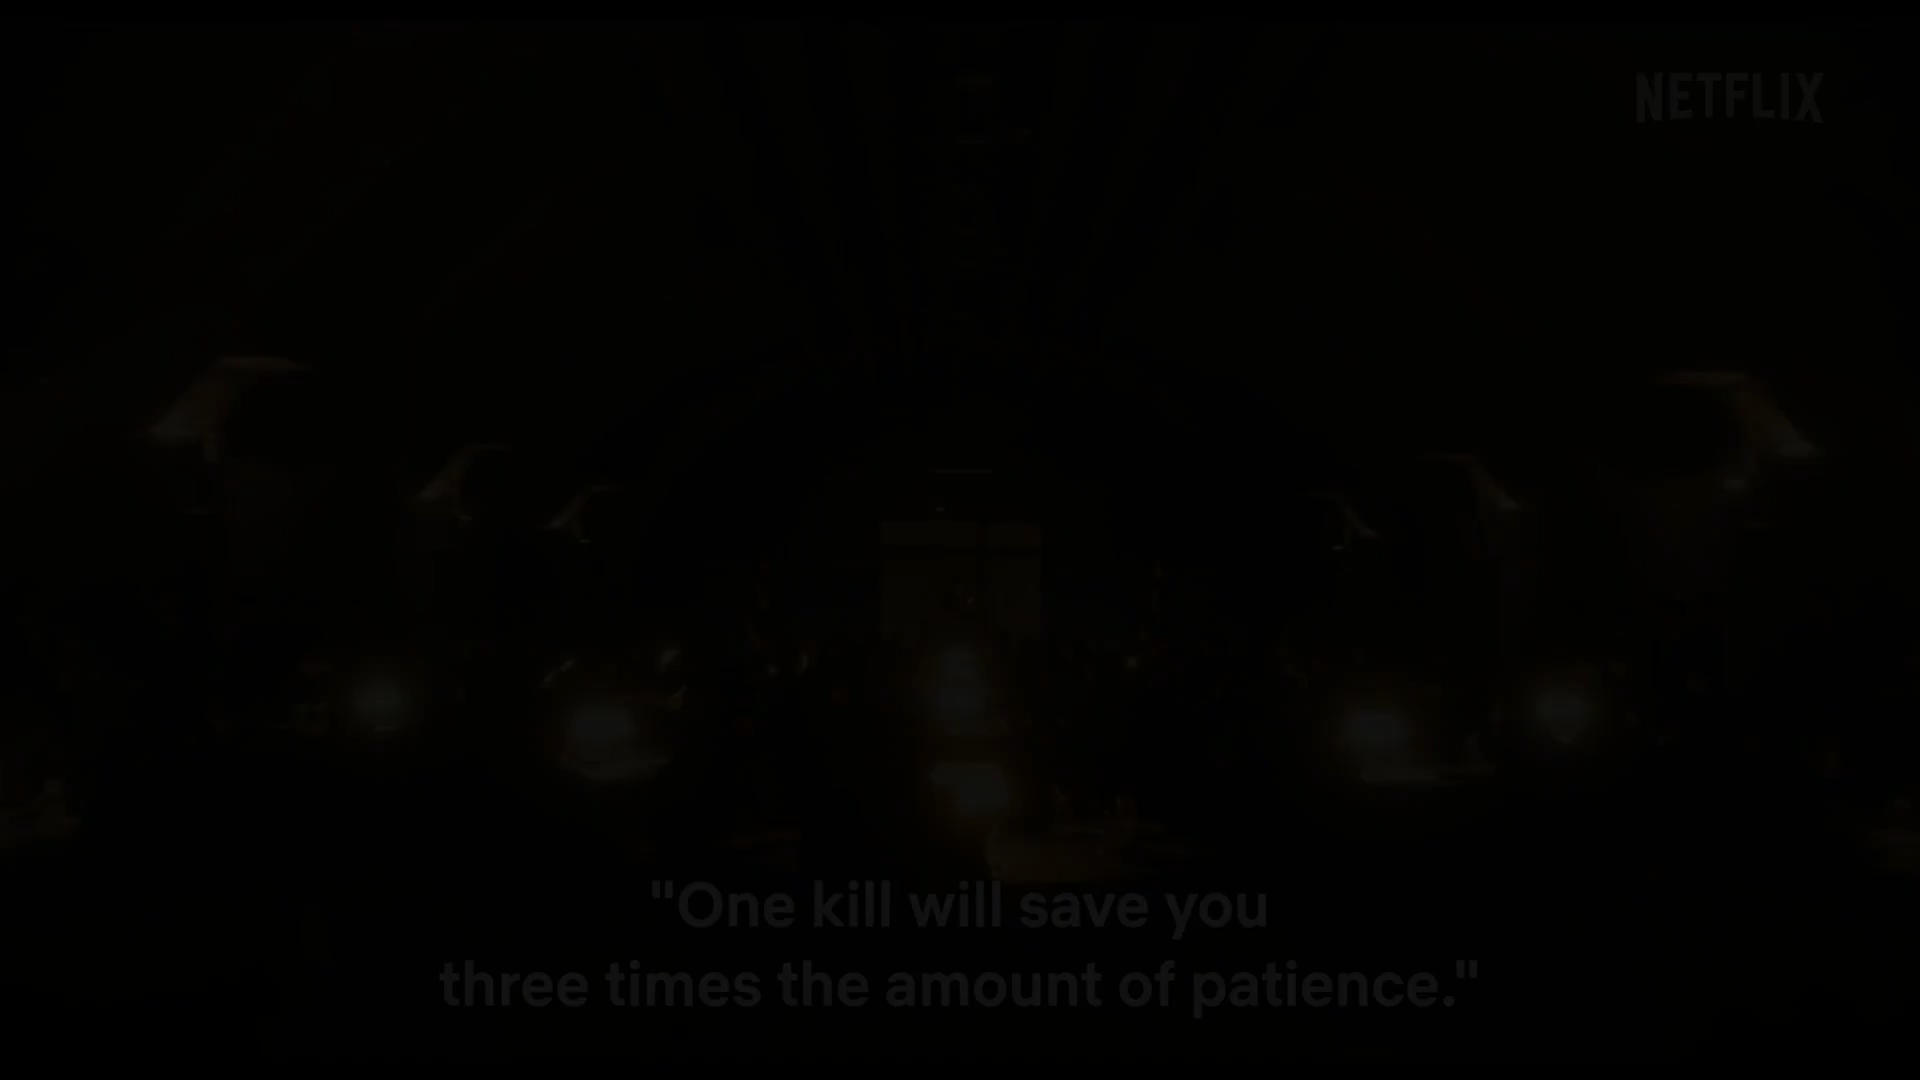 NETFLIX
"One kill will save you
three times the amount of patience."